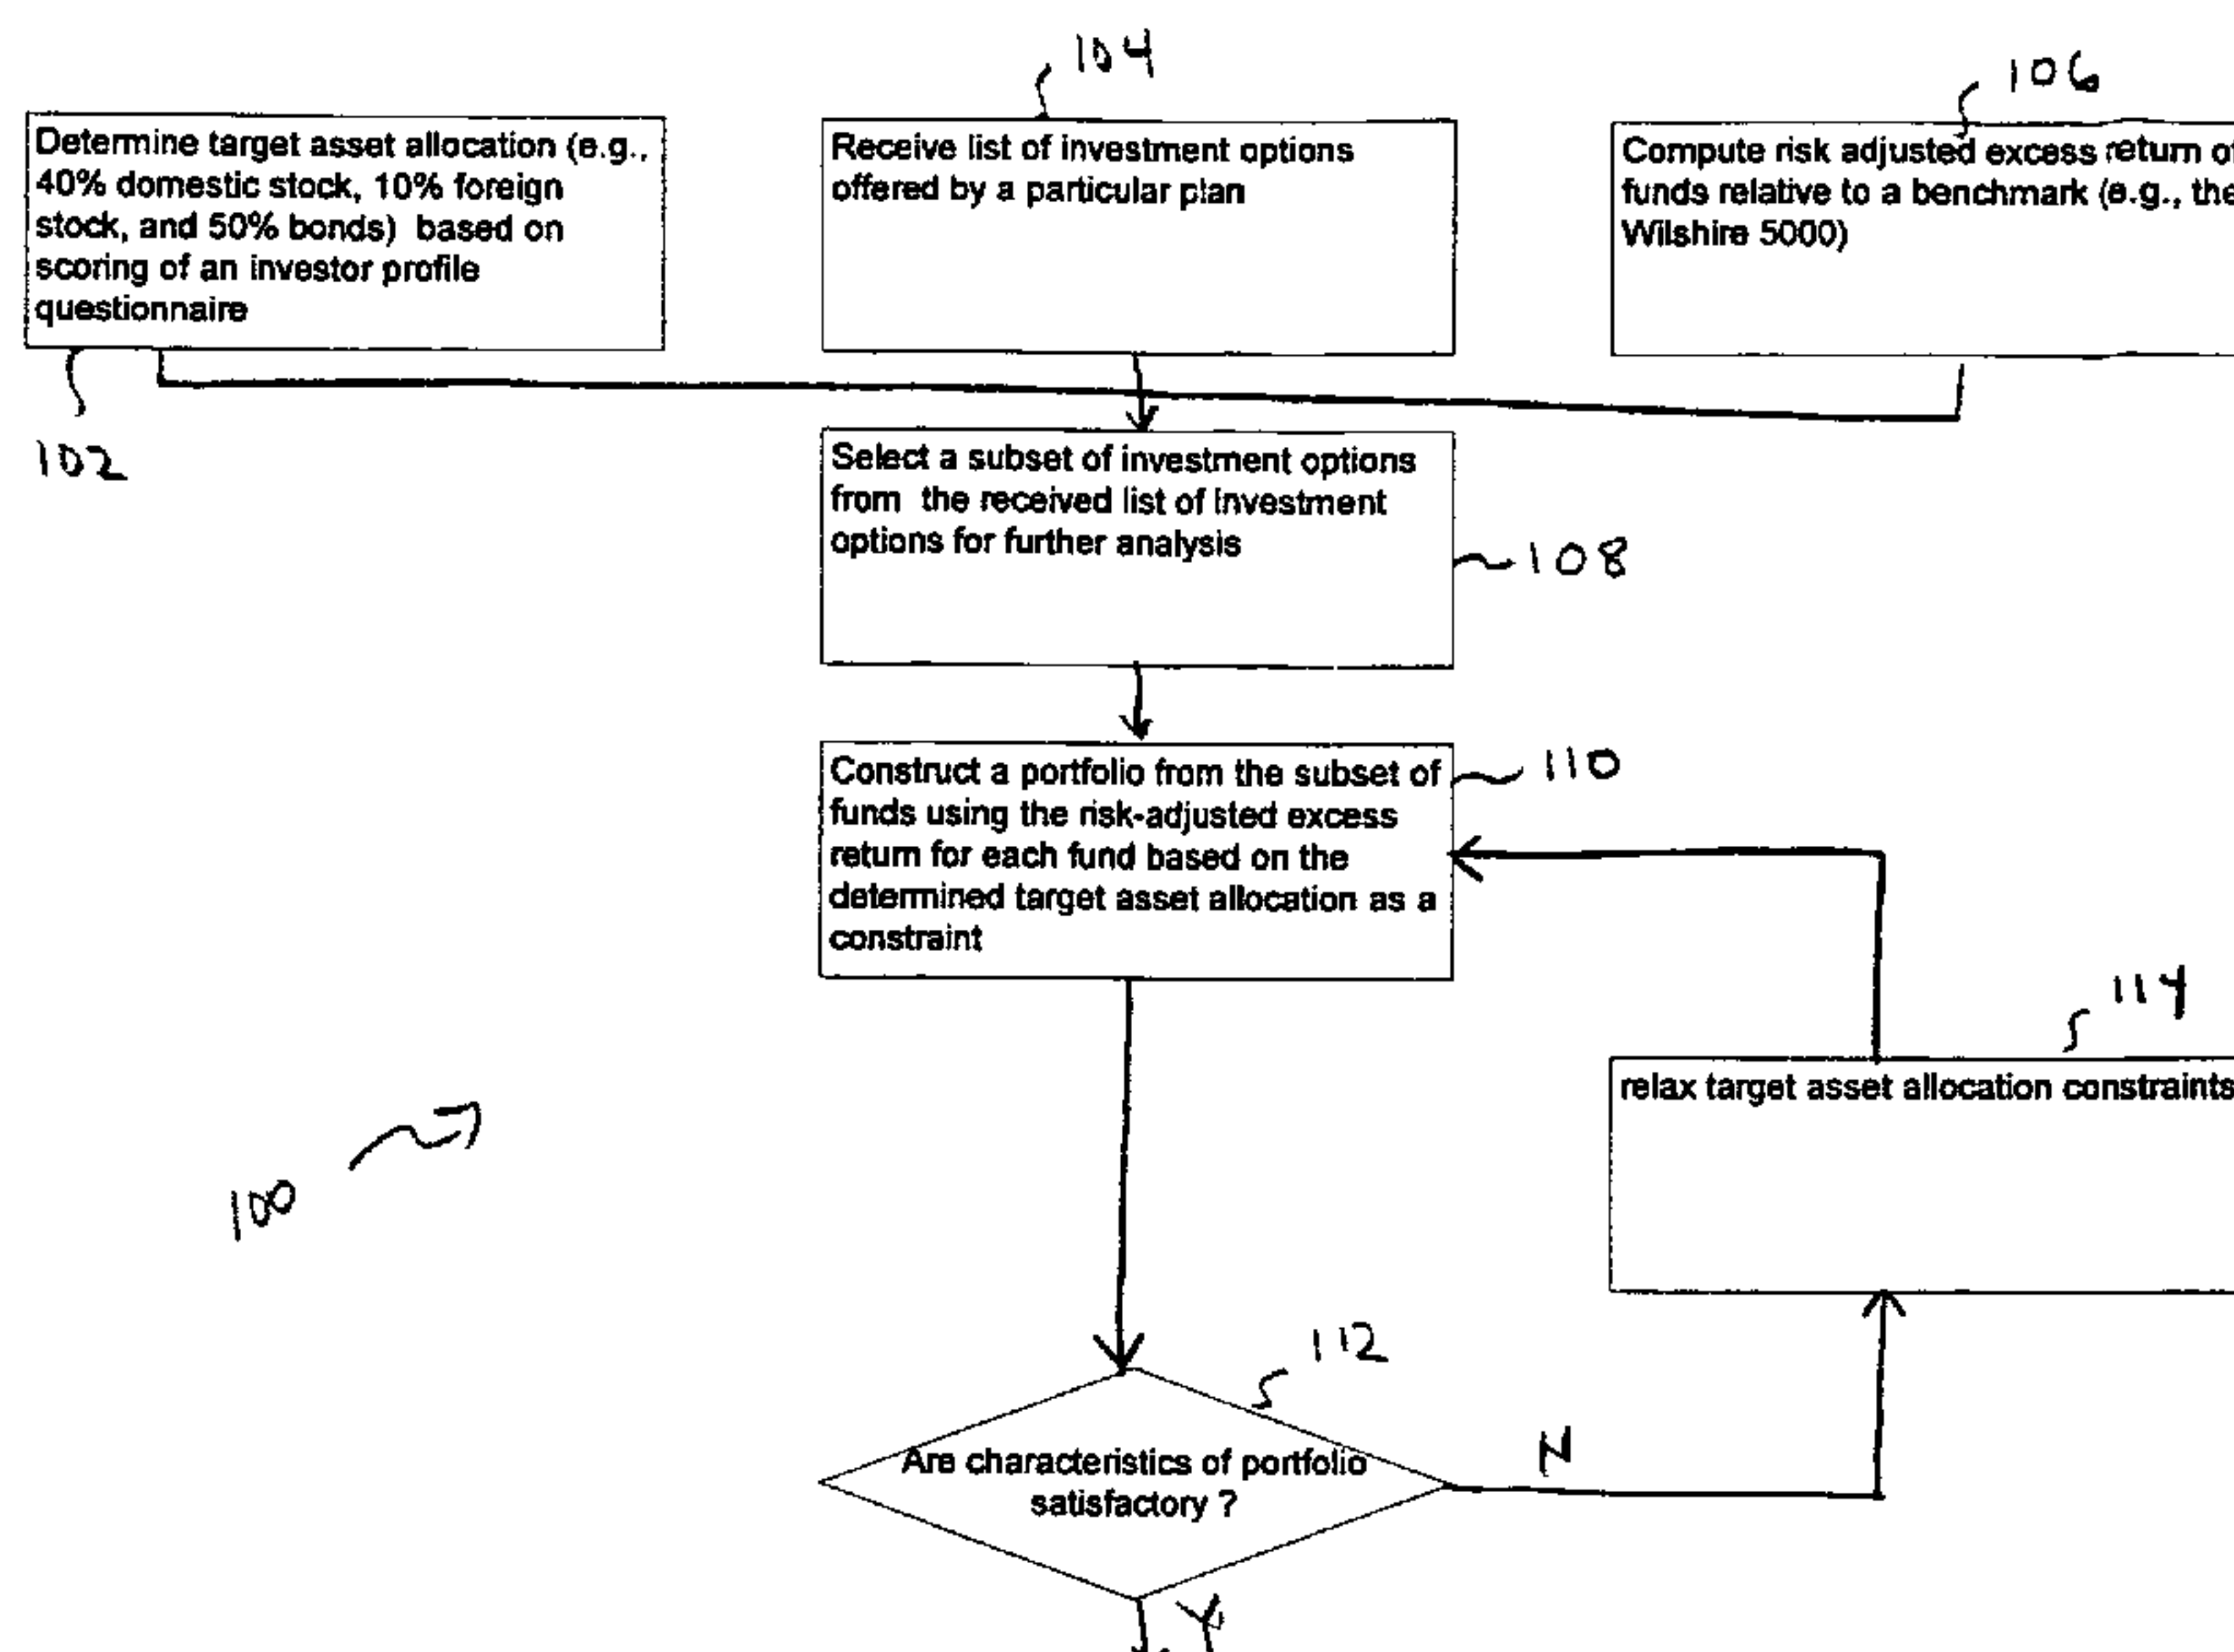 104
106
Determine target asset allocation (e.g.,
40% domestic stock, 10% foreign
stock, and 50% bonds) based on
scoring of an investor profile
questionnaire
Receive list of investment options
offered by a particular plan
Compute risk adjusted excess return of
funds relative to a benchmark (e.g., the
Wilshire 5000)
102
Select a subset of investment options
from the received list of investment
options for further analysis
108
Construct a portfolio from the subset of
funds using the risk-adjusted excess
return for each fund based on the
determined target asset allocation as a
constraint
110
114
relax target asset allocation constraints
100
112
Are characteristics of portfolio
satisfactory ?
N
Y